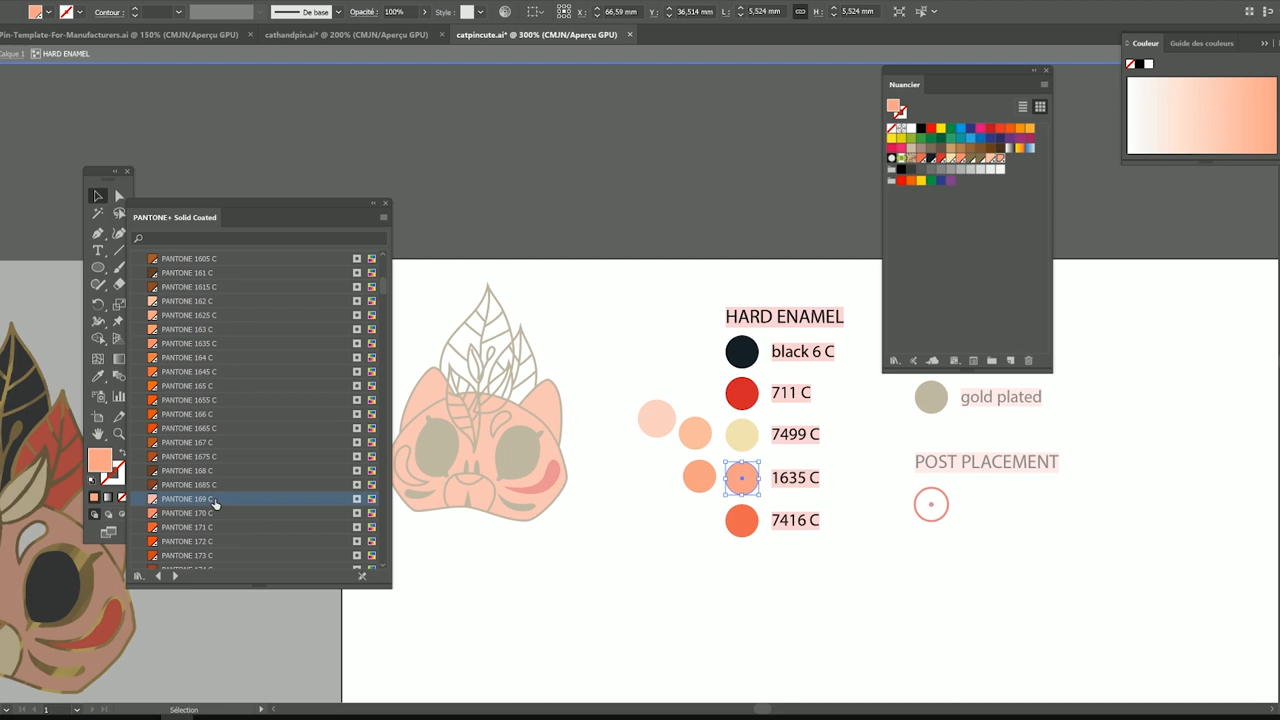 Contour :
De base
Opacité : 100%
Style :
X : 66,59 mm
Y : 36,514 mm
L : 5,524 mm
H : 5,524 mm
Pin-Template-For-Manufacturers.ai @ 150% (CMJN/Aperçu GPU) ×
cathandpin.ai* @ 200% (CMJN/Aperçu GPU) ×
catpincute.ai* @ 300% (CMJN/Aperçu GPU) ×
Calque 1
HARD ENAMEL
Couleur
Guide des couleurs
Nuancier
PANTONE+ Solid Coated
PANTONE 1605 C
PANTONE 161 C
PANTONE 1615 C
PANTONE 162 C
PANTONE 1625 C
PANTONE 163 C
PANTONE 1635 C
PANTONE 164 C
PANTONE 1645 C
PANTONE 165 C
PANTONE 1655 C
PANTONE 166 C
PANTONE 1665 C
PANTONE 167 C
PANTONE 1675 C
PANTONE 168 C
PANTONE 1685 C
PANTONE 169 C
PANTONE 170 C
PANTONE 171 C
PANTONE 172 C
PANTONE 173 C
HARD ENAMEL
black 6 C
711 C
7499 C
1635 C
7416 C
gold plated
POST PLACEMENT
1
Sélection